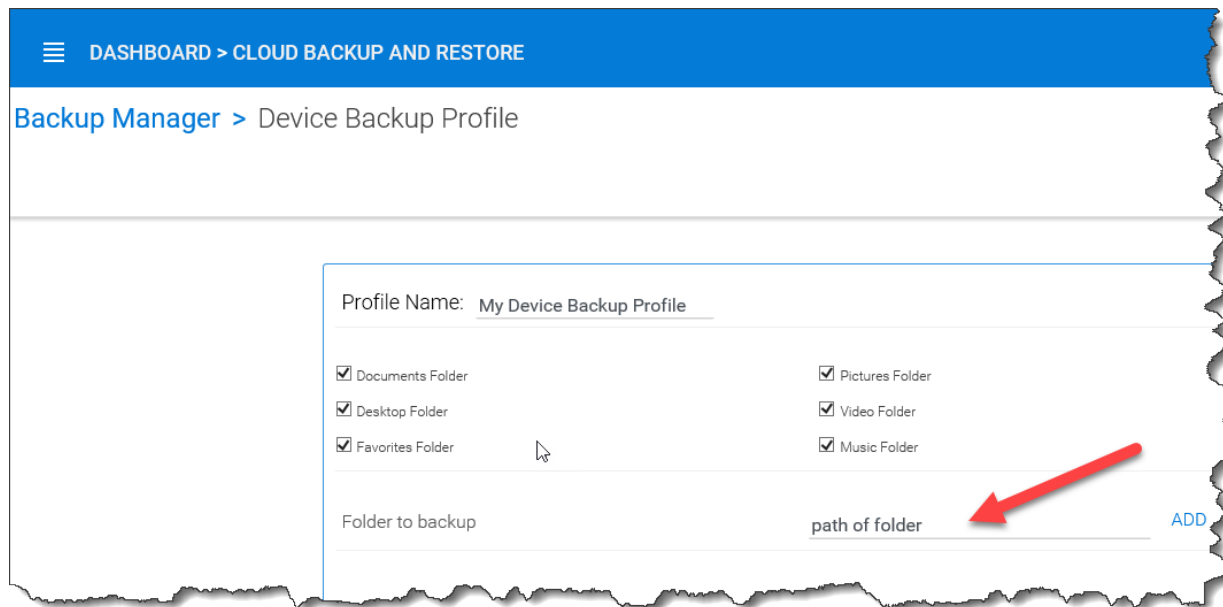 DASHBOARD > CLOUD BACKUP AND RESTORE
Backup Manager > Device Backup Profile
Profile Name: My Device Backup Profile
Documents Folder
Pictures Folder
Desktop Folder
Video Folder
Favorites Folder
Music Folder
Folder to backup
path of folder
ADD